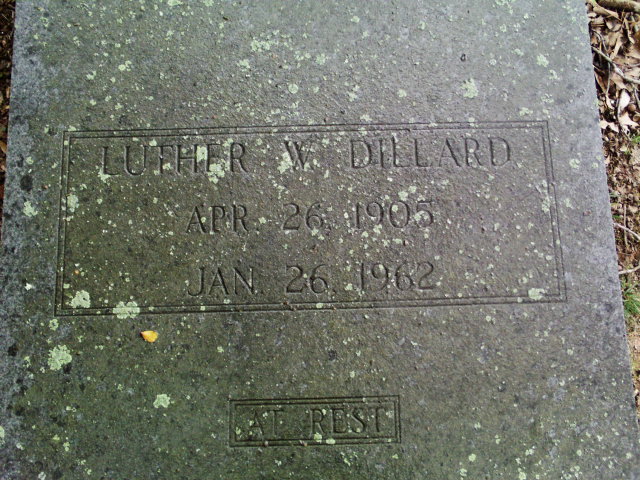 LUTHER W. DILLARD
APR. 26, 1905
JAN. 26, 1962
AT REST